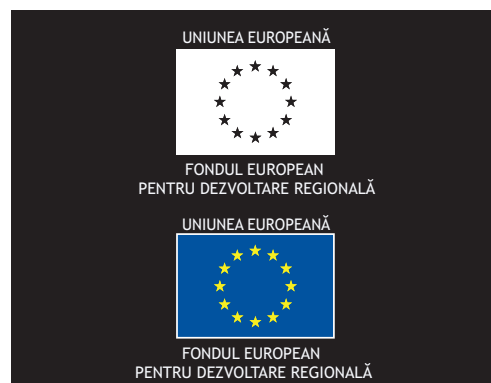 UNIUNEA EUROPEANĂ
FONDUL EUROPEAN
PENTRU DEZVOLTARE REGIONALĂ
UNIUNEA EUROPEANĂ
FONDUL EUROPEAN
PENTRU DEZVOLTARE REGIONALĂ